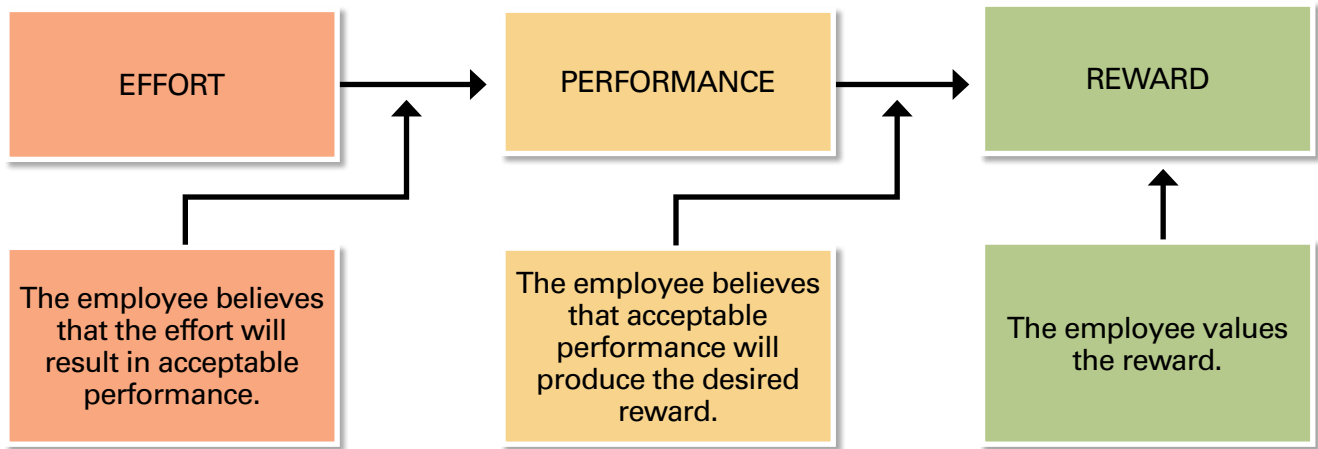 EFFORT
PERFORMANCE
REWARD
The employee believes
that the effort will
result in acceptable
performance.
The employee believes
that acceptable
performance will
produce the desired
reward.
The employee values
the reward.